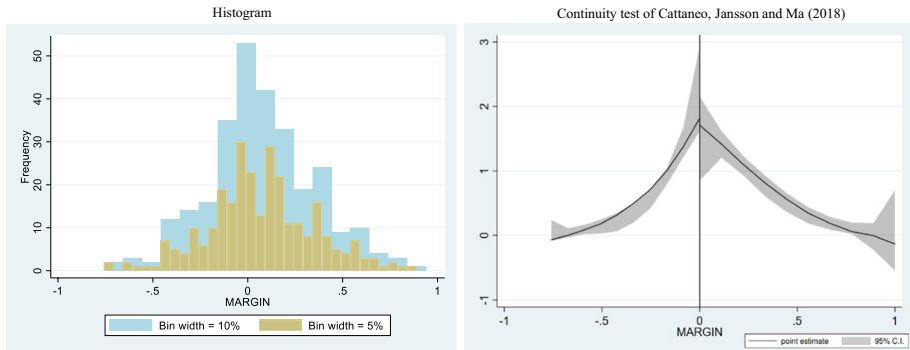 Histogram
50
40
30
20
10
0
Frequency
-1
-.5
0
.5
1
MARGIN
Bin width = 10%
Bin width = 5%
Continuity test of Cattaneo, Jansson and Ma (2018)
3
2
1
0
-1
-1
-.5
0
.5
1
MARGIN
point estimate
95% C.I.